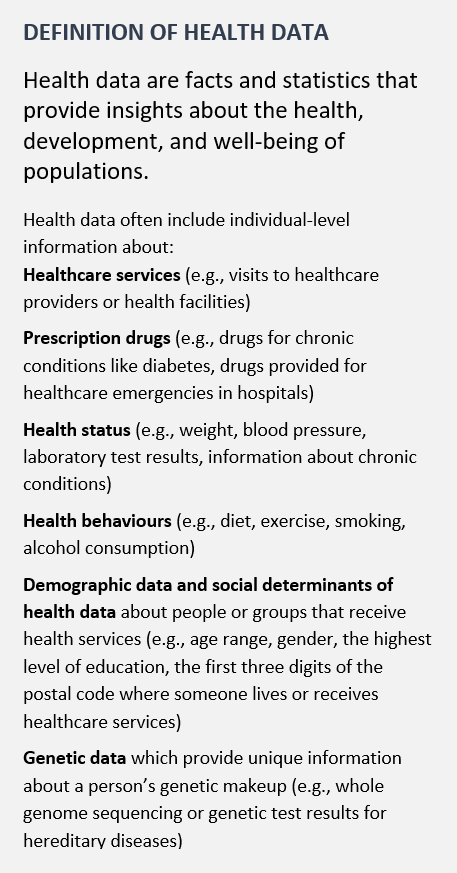 DEFINITION OF HEALTH DATA
Health data are facts and statistics that
provide insights about the health,
development, and well-being of
populations.
Health data often include individual-level
information about:
Healthcare services (e.g., visits to healthcare
providers or health facilities)
Prescription drugs (e.g., drugs for chronic
conditions like diabetes, drugs provided for
healthcare emergencies in hospitals)
Health status (e.g., weight, blood pressure,
laboratory test results, information about chronic
conditions)
Health behaviours (e.g., diet, exercise, smoking,
alcohol consumption)
Demographic data and social determinants of
health data about people or groups that receive
health services (e.g., age range, gender, the highest
level of education, the first three digits of the
postal code where someone lives or receives
healthcare services)
Genetic data which provide unique information
about a person’s genetic makeup (e.g., whole
genome sequencing or genetic test results for
hereditary diseases)